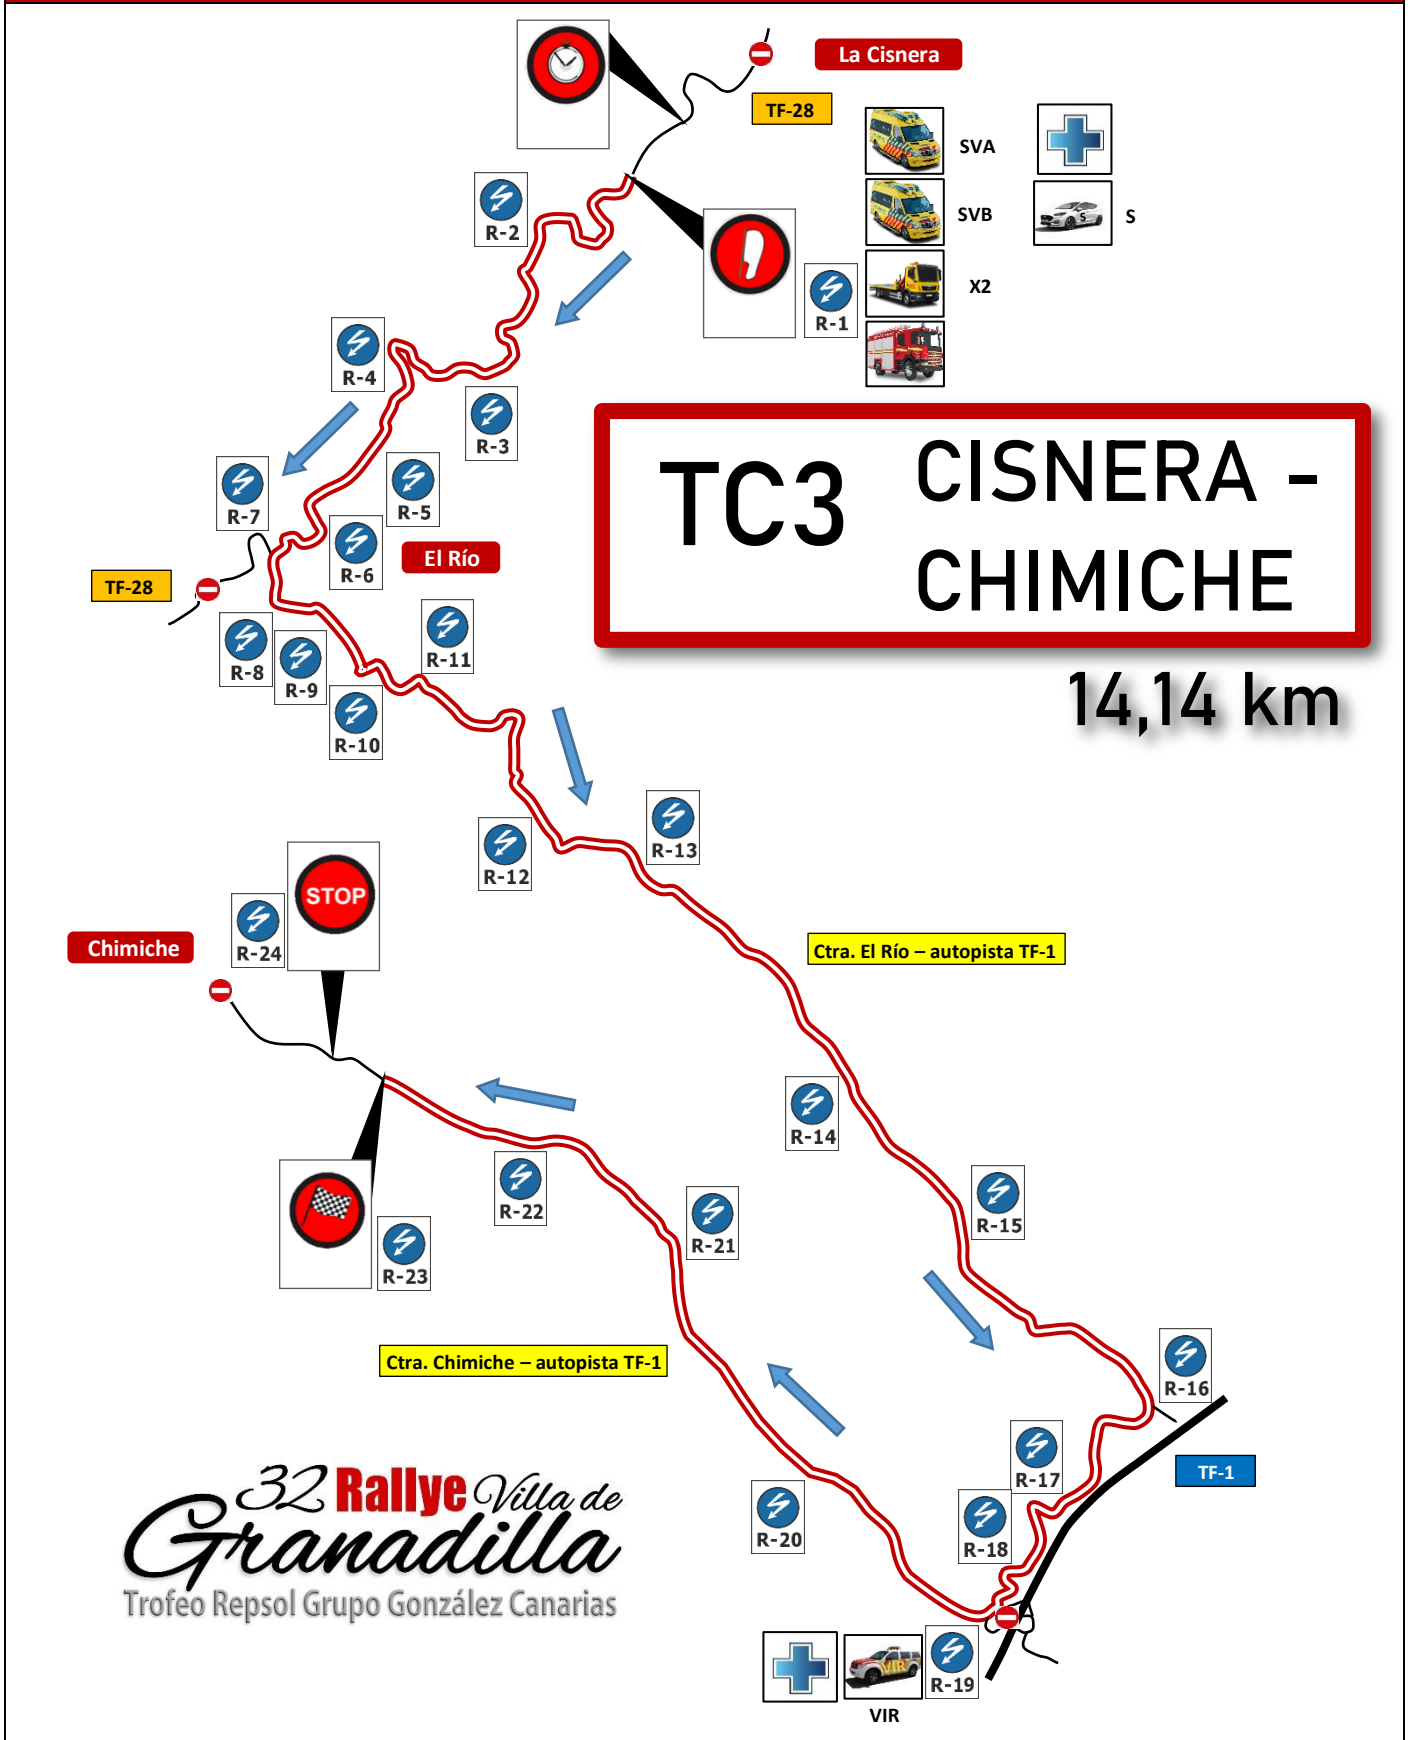 La Cisnera
TF-28
SVA
SVB
S
S
X2
R-1
R-2
R-3
R-4
TC3
CISNERA -
CHIMICHE
14,14 km
R-5
R-7
R-6
El Río
TF-28
R-8
R-9
R-10
R-11
R-12
R-13
STOP
R-24
Chimiche
Ctra. El Río – autopista TF-1
R-14
R-15
R-22
R-21
R-23
Ctra. Chimiche – autopista TF-1
R-16
R-17
TF-1
R-18
R-20
32 Rallye Villa de
Granadilla
Trofeo Repsol Grupo González Canarias
VIR
R-19
VIR